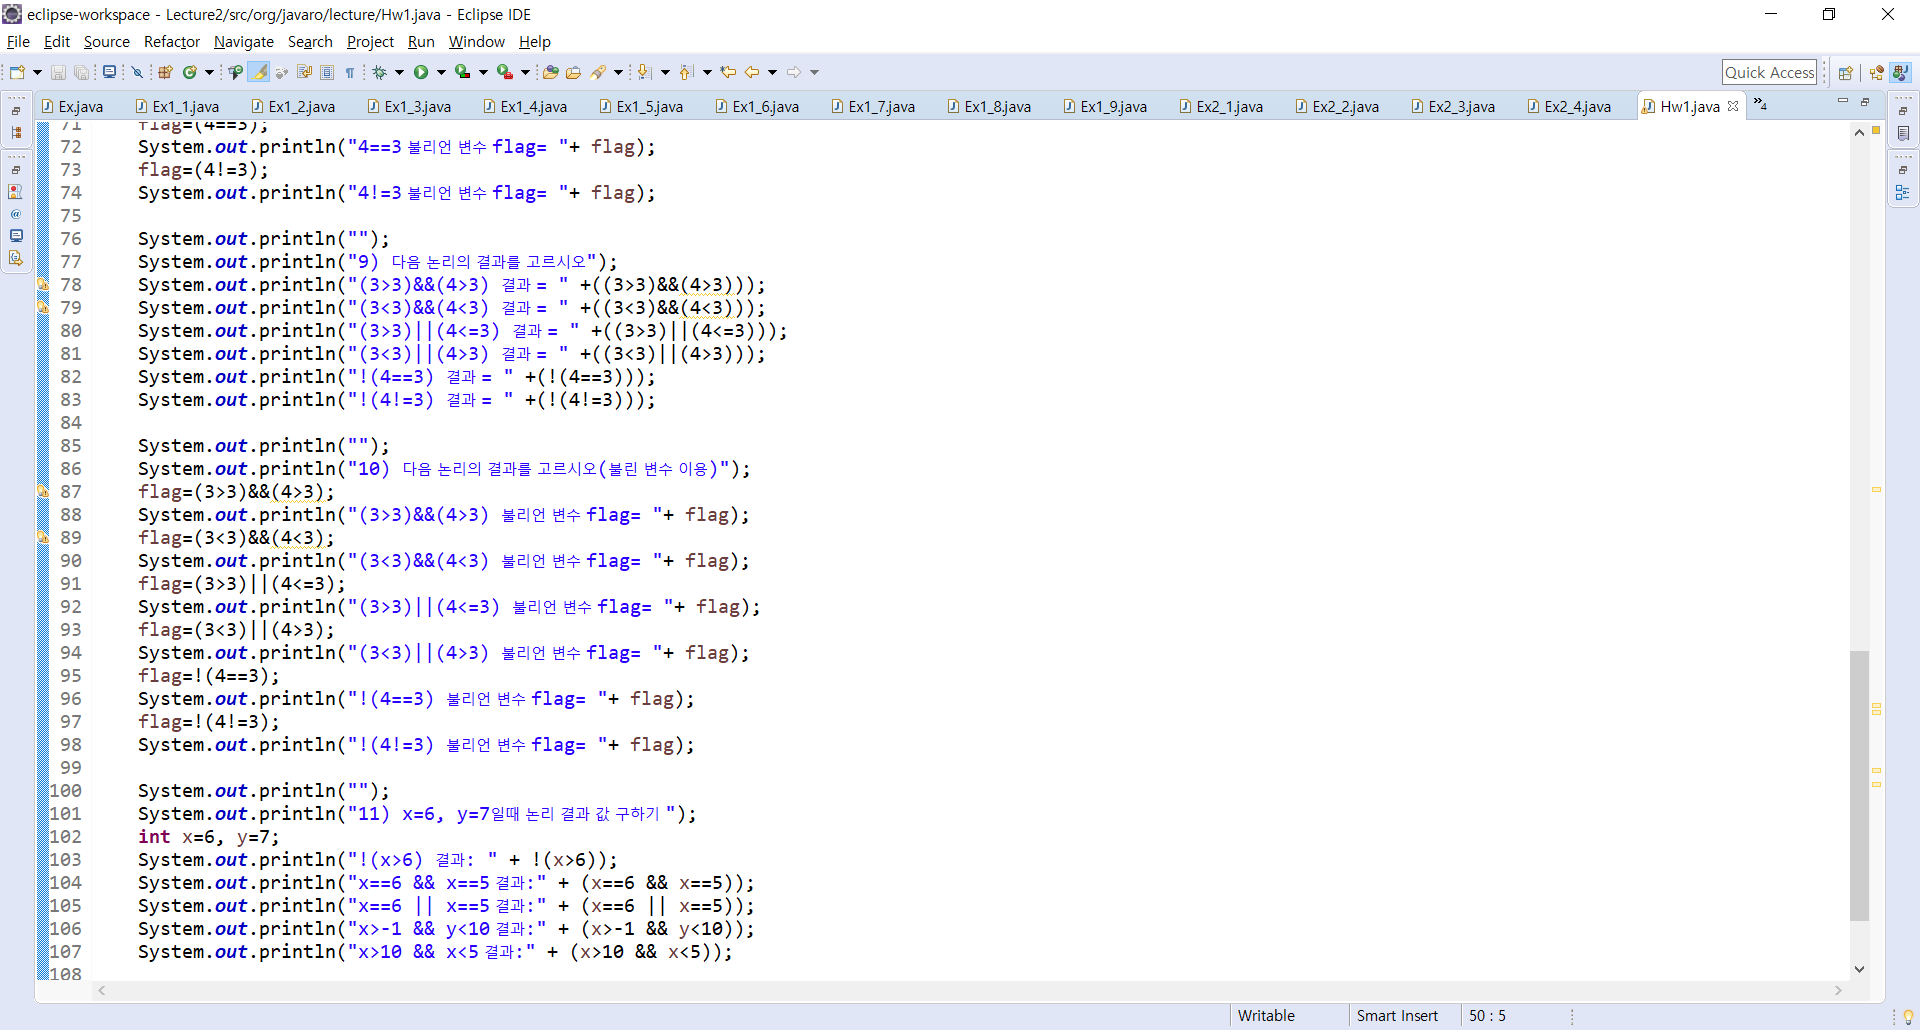 eclipse-workspace - Lecture2/src/org/javaro/lecture/Hw1.java - Eclipse IDE
File Edit Source Refactor Navigate Search Project Run Window Help
Quick Access
Ex.java Ex1_1.java Ex1_2.java Ex1_3.java Ex1_4.java Ex1_5.java Ex1_6.java Ex1_7.java Ex1_8.java Ex1_9.java Ex2_1.java Ex2_2.java Ex2_3.java Ex2_4.java Hw1.java »4
71 flag=(4==3);
72 System.out.println("4==3 불리언 변수 flag= "+ flag);
73 flag=(4!=3);
74 System.out.println("4!=3 불리언 변수 flag= "+ flag);
75
76 System.out.println("");
77 System.out.println("9) 다음 논리의 결과를 고르시오");
78 System.out.println("(3>3)&&(4>3) 결과 = " +((3>3)&&(4>3)));
79 System.out.println("(3<3)&&(4<3) 결과 = " +((3<3)&&(4<3)));
80 System.out.println("(3>3)||(4<=3) 결과 = " +((3>3)||(4<=3)));
81 System.out.println("(3<3)||(4>3) 결과 = " +((3<3)||(4>3)));
82 System.out.println("!(4==3) 결과 = " +(!(4==3)));
83 System.out.println("!(4!=3) 결과 = " +(!(4!=3)));
84
85 System.out.println("");
86 System.out.println("10) 다음 논리의 결과를 고르시오(불린 변수 이용)");
87 flag=(3>3)&&(4>3);
88 System.out.println("(3>3)&&(4>3) 불리언 변수 flag= "+ flag);
89 flag=(3<3)&&(4<3);
90 System.out.println("(3<3)&&(4<3) 불리언 변수 flag= "+ flag);
91 flag=(3>3)||(4<=3);
92 System.out.println("(3>3)||(4<=3) 불리언 변수 flag= "+ flag);
93 flag=(3<3)||(4>3);
94 System.out.println("(3<3)||(4>3) 불리언 변수 flag= "+ flag);
95 flag=!(4==3);
96 System.out.println("!(4==3) 불리언 변수 flag= "+ flag);
97 flag=!(4!=3);
98 System.out.println("!(4!=3) 불리언 변수 flag= "+ flag);
99
100 System.out.println("");
101 System.out.println("11) x=6, y=7일때 논리 결과 값 구하기 ");
102 int x=6, y=7;
103 System.out.println("!(x>6) 결과: " + !(x>6));
104 System.out.println("x==6 && x==5 결과:" + (x==6 && x==5));
105 System.out.println("x==6 || x==5 결과:" + (x==6 || x==5));
106 System.out.println("x>-1 && y<10 결과:" + (x>-1 && y<10));
107 System.out.println("x>10 && x<5 결과:" + (x>10 && x<5));
108
Writable Smart Insert 50 : 5